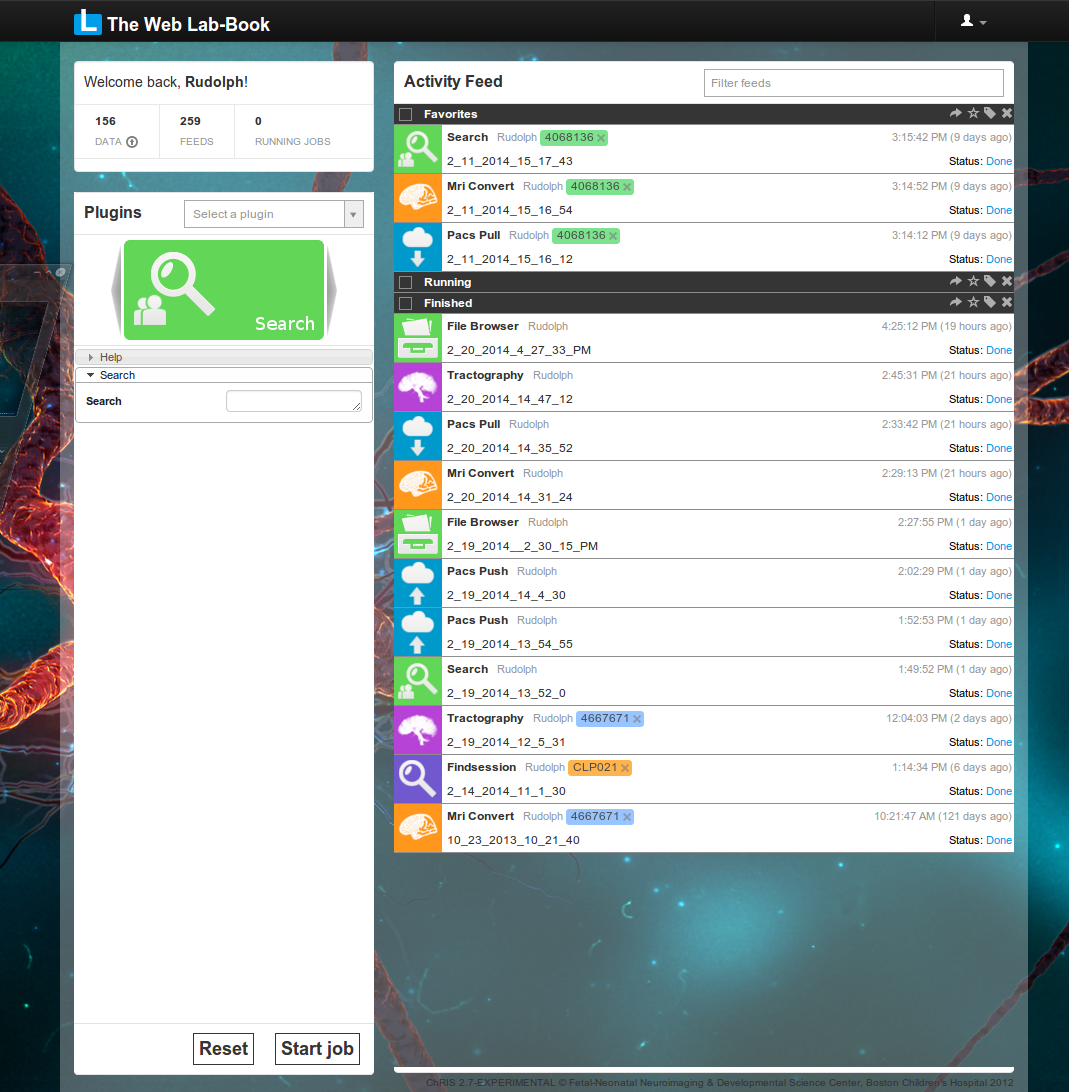 L The Web Lab-Book
Welcome back, Rudolph!
156 259 0
DATA FEEDS RUNNING JOBS
Plugins Select a plugin
Search
Help
Search
Search
Reset Start job
Activity Feed Filter feeds
Favorites
Search Rudolph 4068136 3:15:42 PM (9 days ago)
2_11_2014_15_17_43 Status: Done
Mri Convert Rudolph 4068136 3:14:52 PM (9 days ago)
2_11_2014_15_16_54 Status: Done
Pacs Pull Rudolph 4068136 3:14:12 PM (9 days ago)
2_11_2014_15_16_12 Status: Done
Running
Finished
File Browser Rudolph 4:25:12 PM (19 hours ago)
2_20_2014_4_27_33_PM Status: Done
Tractography Rudolph 2:45:31 PM (21 hours ago)
2_20_2014_14_47_12 Status: Done
Pacs Pull Rudolph 2:33:42 PM (21 hours ago)
2_20_2014_14_35_52 Status: Done
Mri Convert Rudolph 2:29:13 PM (21 hours ago)
2_20_2014_14_31_24 Status: Done
File Browser Rudolph 2:27:55 PM (1 day ago)
2_19_2014__2_30_15_PM Status: Done
Pacs Push Rudolph 2:02:29 PM (1 day ago)
2_19_2014_14_4_30 Status: Done
Pacs Push Rudolph 1:52:53 PM (1 day ago)
2_19_2014_13_54_55 Status: Done
Search Rudolph 1:49:52 PM (1 day ago)
2_19_2014_13_52_0 Status: Done
Tractography Rudolph 4667671 12:04:03 PM (2 days ago)
2_19_2014_12_5_31 Status: Done
Findsession Rudolph CLP021 1:14:34 PM (6 days ago)
2_14_2014_11_1_30 Status: Done
Mri Convert Rudolph 4667671 10:21:47 AM (121 days ago)
10_23_2013_10_21_40 Status: Done
ChRIS 2.7-EXPERIMENTAL © Fetal-Neonatal Neuroimaging & Developmental Science Center, Boston Children's Hospital 2012